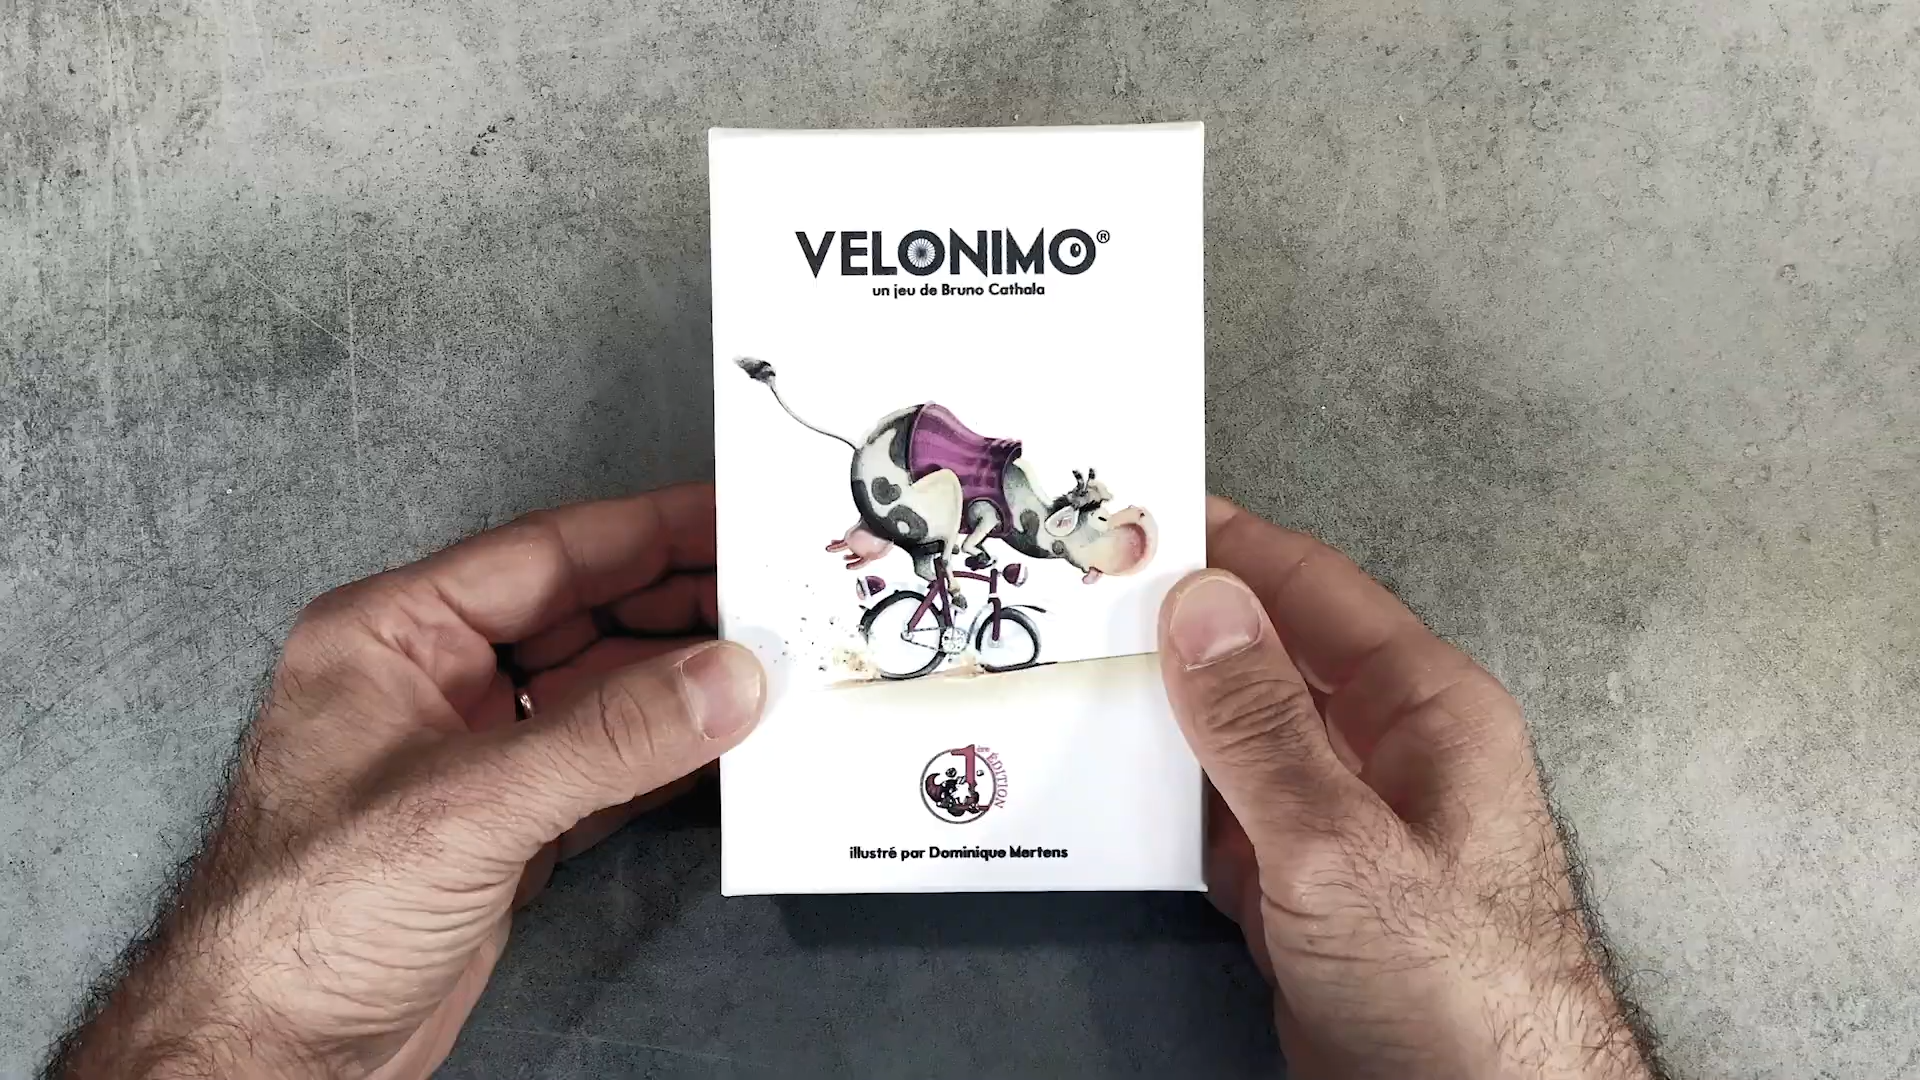 VELONIMO®
un jeu de Bruno Cathala
1ère ÉDITION
illustré par Dominique Mertens